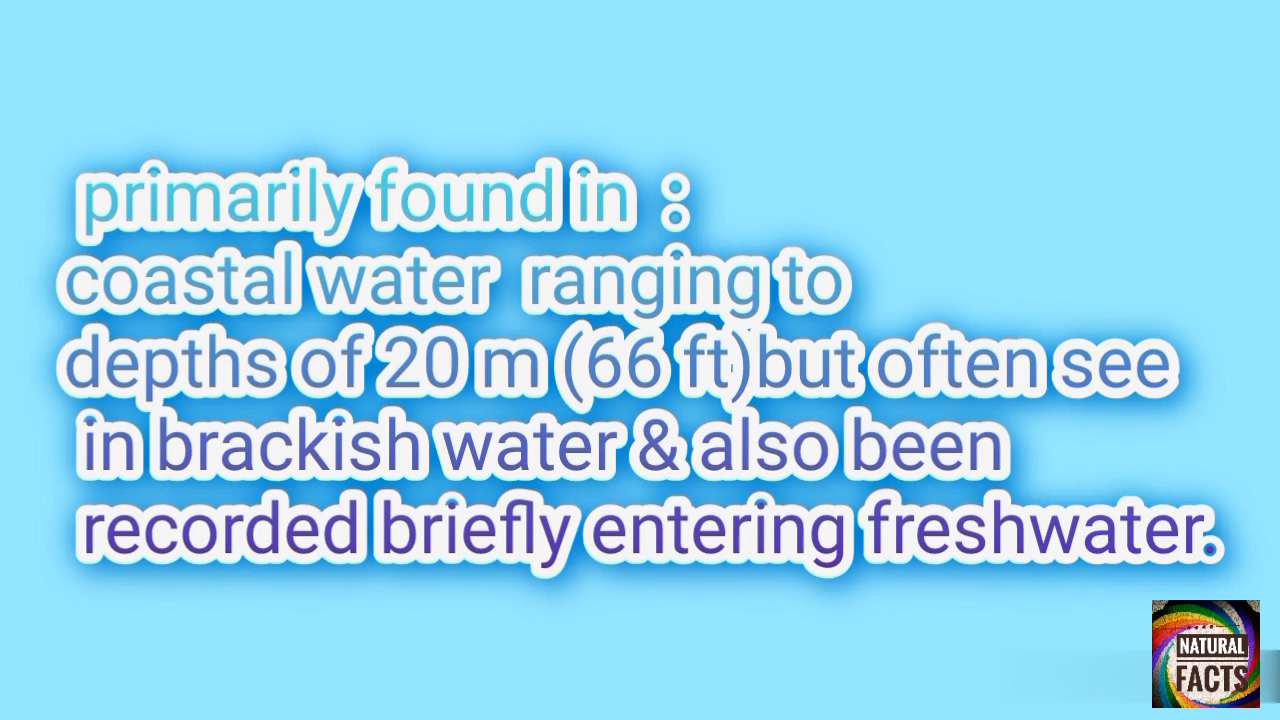 primarily found in :
coastal water ranging to
depths of 20 m (66 ft)but often see
in brackish water & also been
recorded briefly entering freshwater.
NATURAL
FACTS